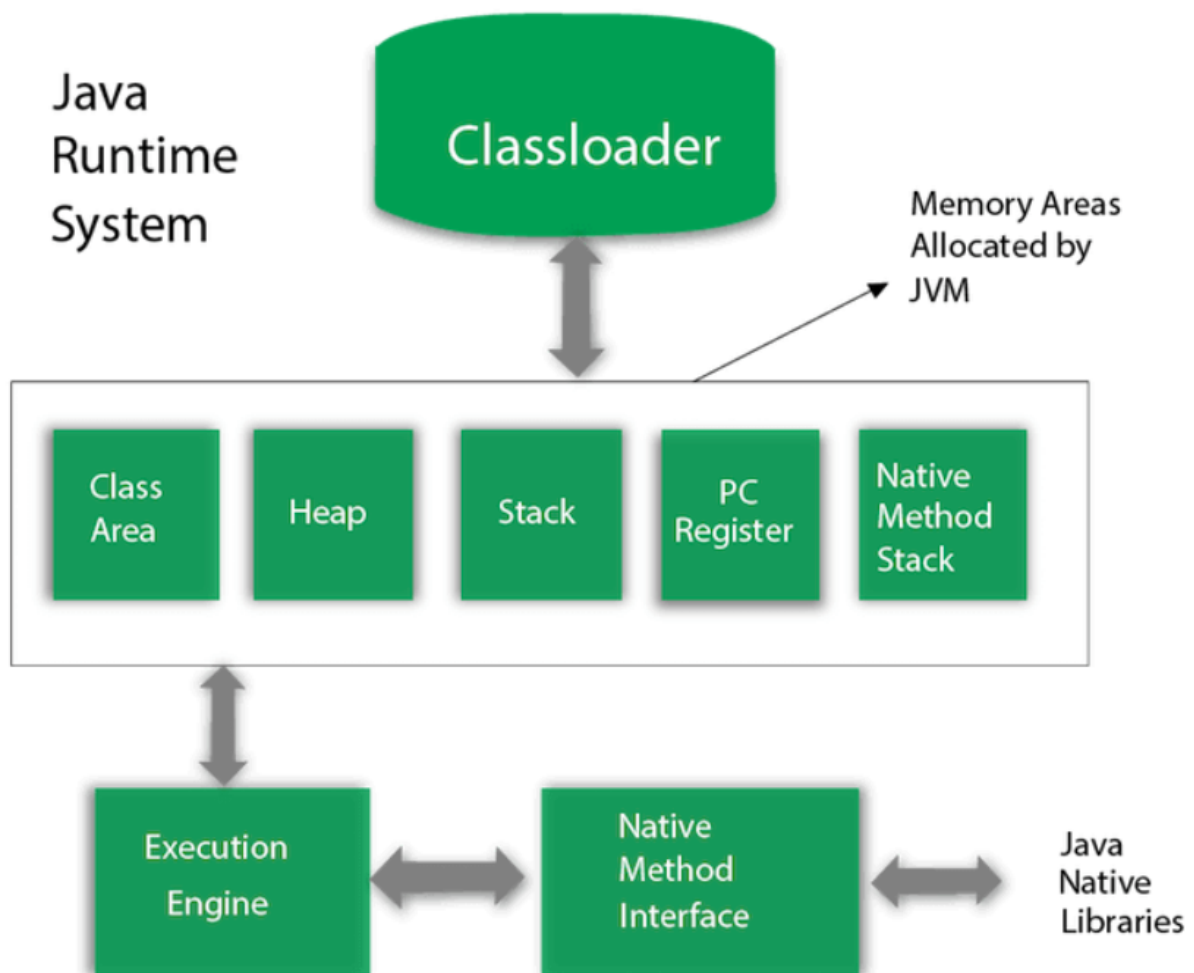 Java
Runtime
System
Classloader
Memory Areas
Allocated by
JVM
Class
Area
Heap
Stack
PC
Register
Native
Method
Stack
Execution
Engine
Native
Method
Interface
Java
Native
Libraries